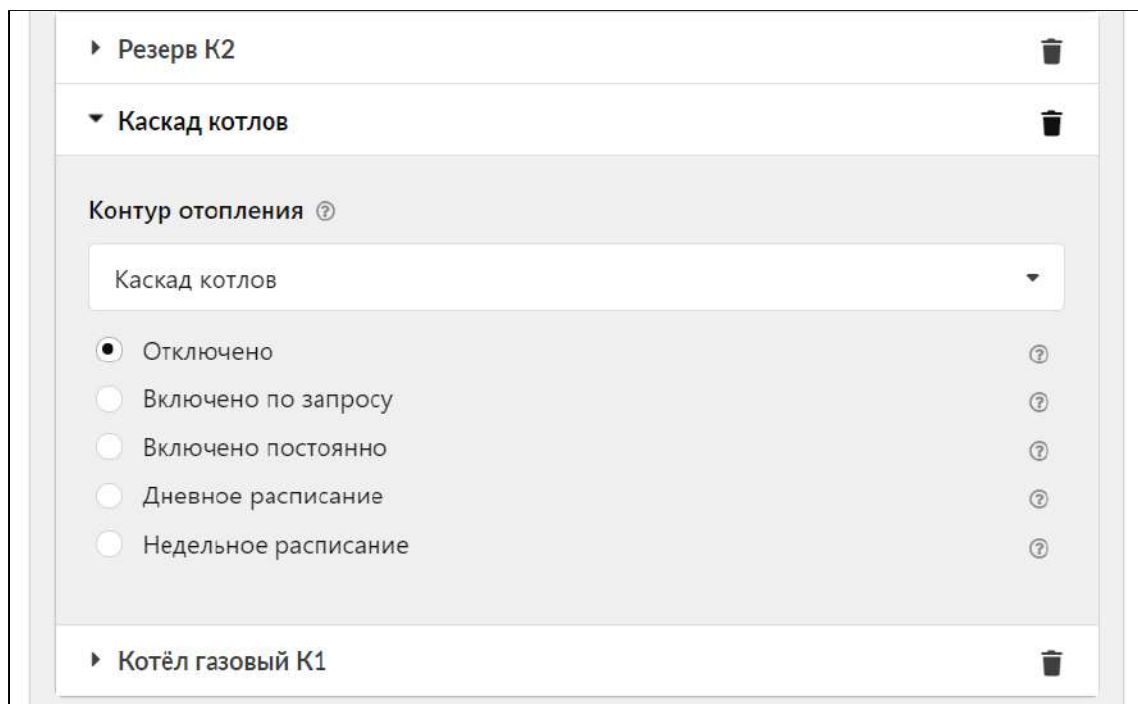 Резерв К2
Каскад котлов
Контур отопления
Каскад котлов
Отключено
Включено по запросу
Включено постоянно
Дневное расписание
Недельное расписание
Котёл газовый К1